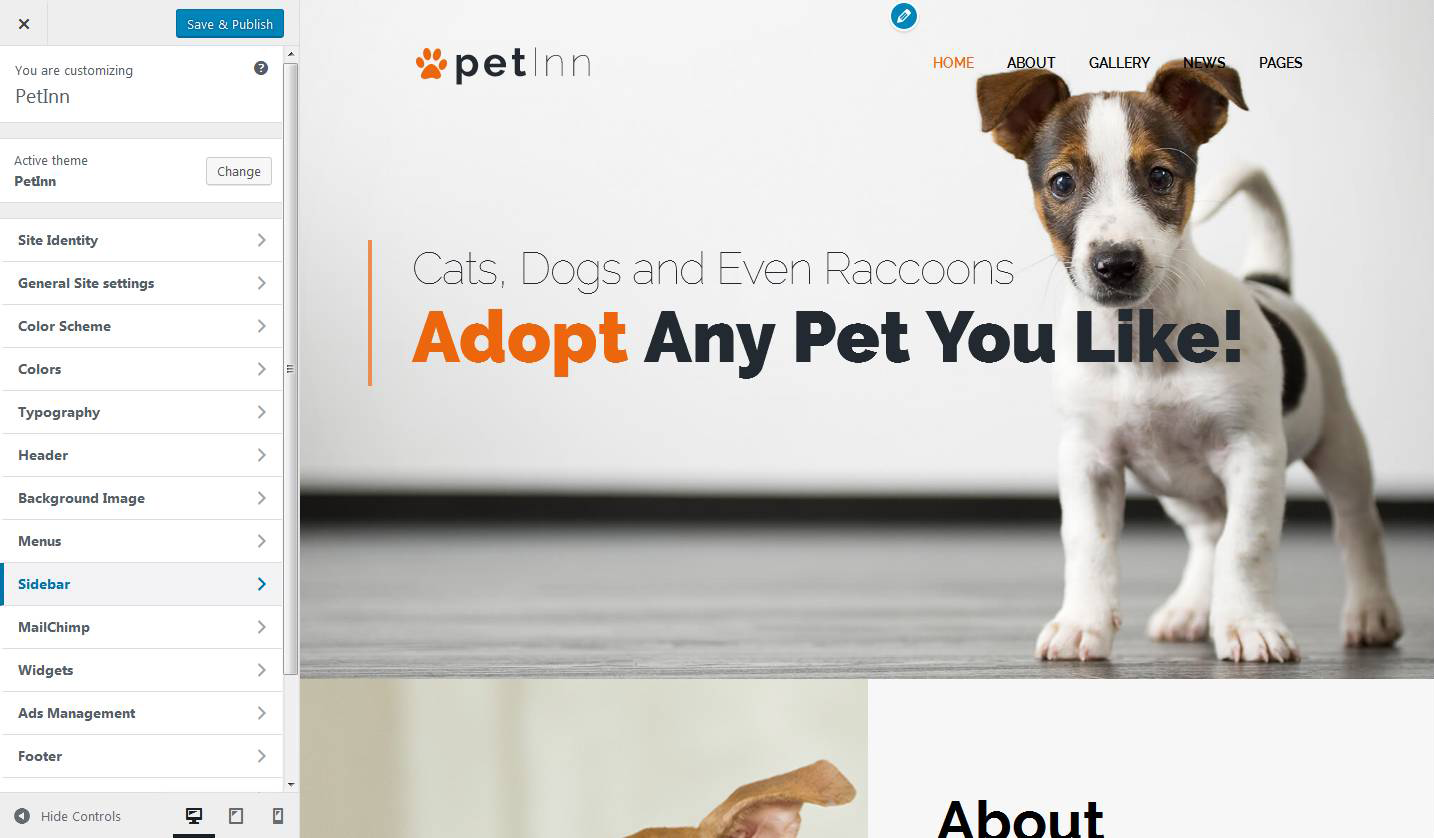 Save & Publish
You are customizing
PetInn
Active theme
PetInn
Change
Site Identity
General Site settings
Color Scheme
Colors
Typography
Header
Background Image
Menus
Sidebar
MailChimp
Widgets
Ads Management
Footer
Hide Controls
petInn
HOME ABOUT GALLERY NEWS PAGES
Cats, Dogs and Even Raccoons
Adopt Any Pet You Like!
About